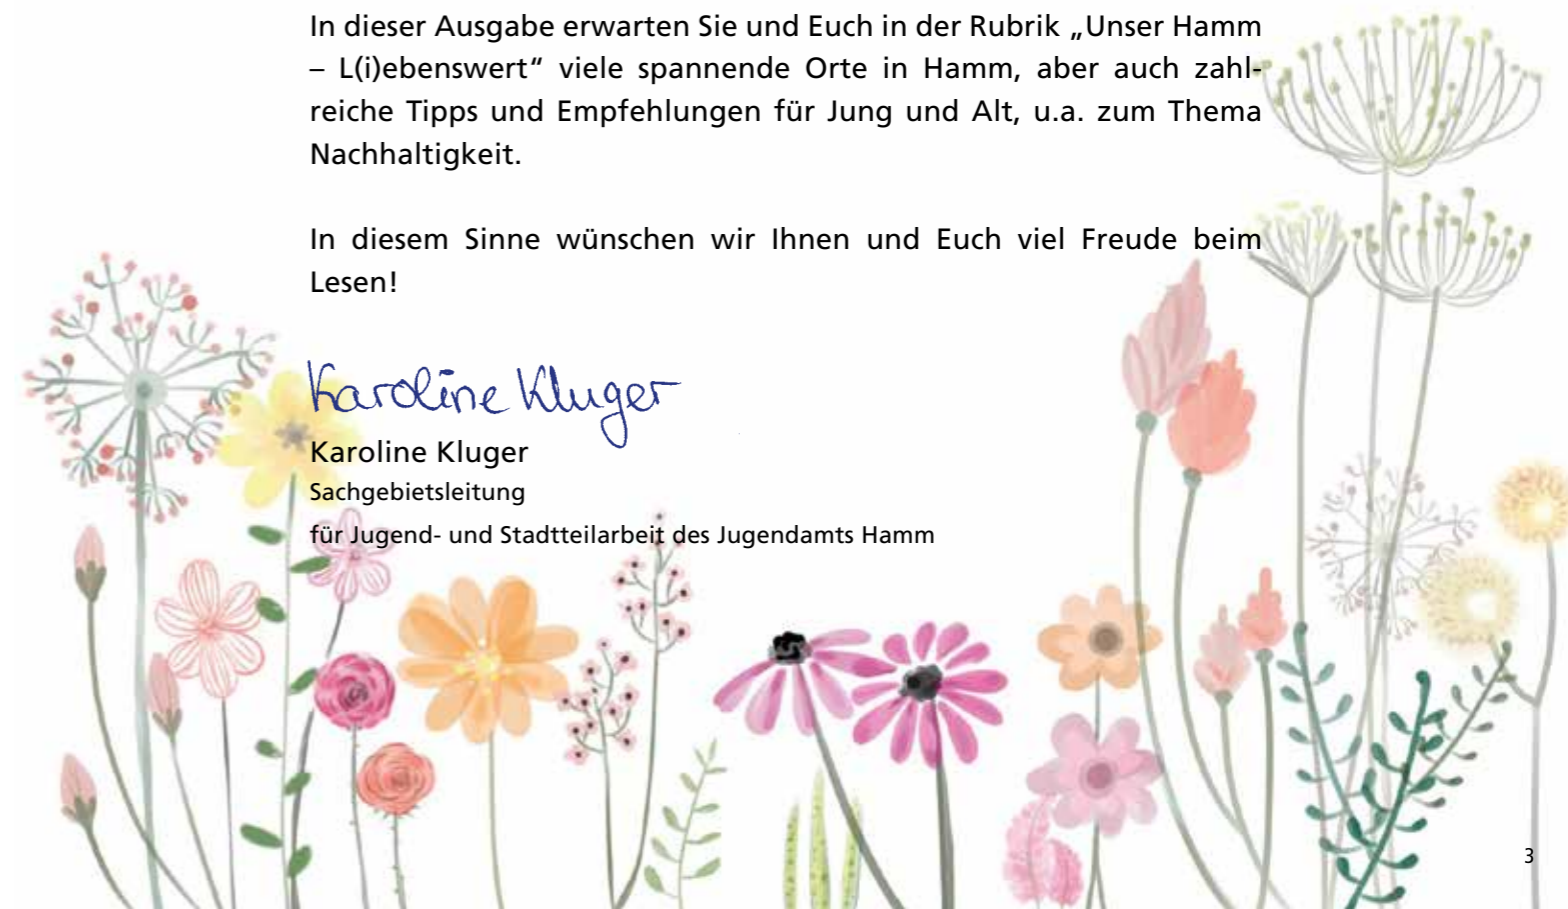 In dieser Ausgabe erwarten Sie und Euch in der Rubrik „Unser Hamm
– L(i)ebenswert“ viele spannende Orte in Hamm, aber auch zahl-
reiche Tipps und Empfehlungen für Jung und Alt, u.a. zum Thema
Nachhaltigkeit.
In diesem Sinne wünschen wir Ihnen und Euch viel Freude beim
Lesen!
Karoline Kluger
Karoline Kluger
Sachgebietsleitung
für Jugend- und Stadtteilarbeit des Jugendamts Hamm
3